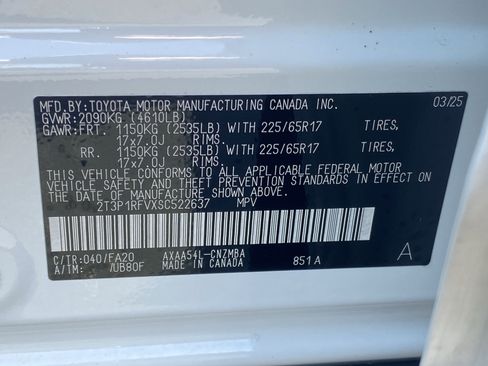 MFD.BY: TOYOTA MOTOR MANUFACTURING CANADA INC. 03/25
GVWR: 2090KG (4610LB)
GAWR: FRT. 1150KG (2535LB) WITH 225/65R17 TIRES,
17x7.0J RIMS.
RR. 1150KG (2535LB) WITH 225/65R17 TIRES,
17x7.0J RIMS.
THIS VEHICLE CONFORMS TO ALL APPLICABLE FEDERAL MOTOR
VEHICLE SAFETY AND THEFT PREVENTION STANDARDS IN EFFECT ON
THE DATE OF MANUFACTURE SHOWN ABOVE.
2T3P1RFVXSC522637 MPV
C/TR: 040/FA20 AXAA54L-CNZMBA A
A/TM: /UB80F MADE IN CANADA 851A